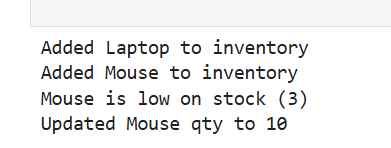 Added Laptop to inventory
Added Mouse to inventory
Mouse is low on stock (3)
Updated Mouse qty to 10